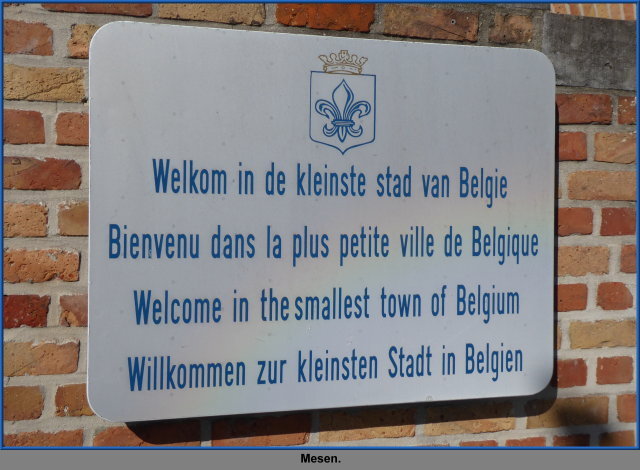 Welkom in de kleinste stad van Belgie
Bienvenu dans la plus petite ville de Belgique
Welcome in the smallest town of Belgium
Willkommen zur kleinsten Stadt in Belgien
Mesen.